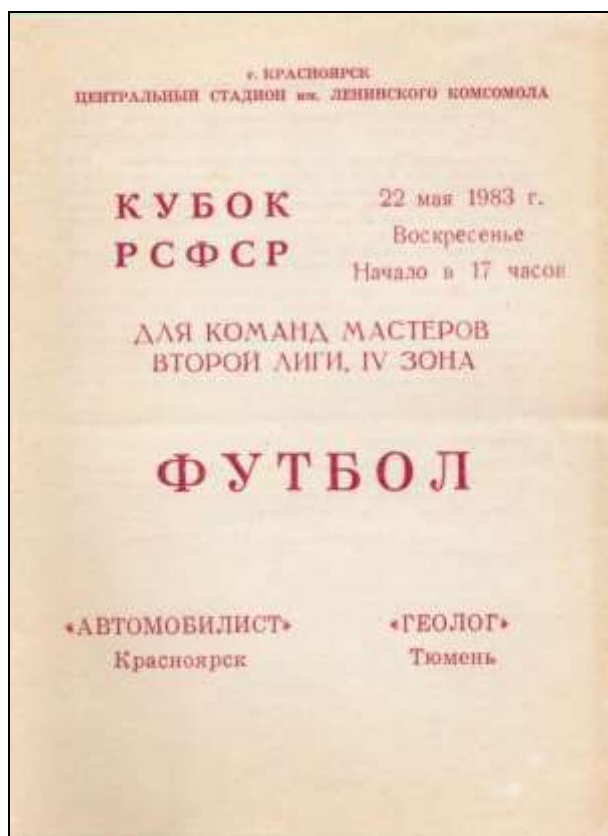 г. КРАСНОЯРСК
ЦЕНТРАЛЬНЫЙ СТАДИОН им. ЛЕНИНСКОГО КОМСОМОЛА
КУБОК
РСФСР
22 мая 1983 г.
Воскресенье
Начало в 17 часов
ДЛЯ КОМАНД МАСТЕРОВ
ВТОРОЙ ЛИГИ, IV ЗОНА
ФУТБОЛ
«АВТОМОБИЛИСТ»
Красноярск
«ГЕОЛОГ»
Тюмень